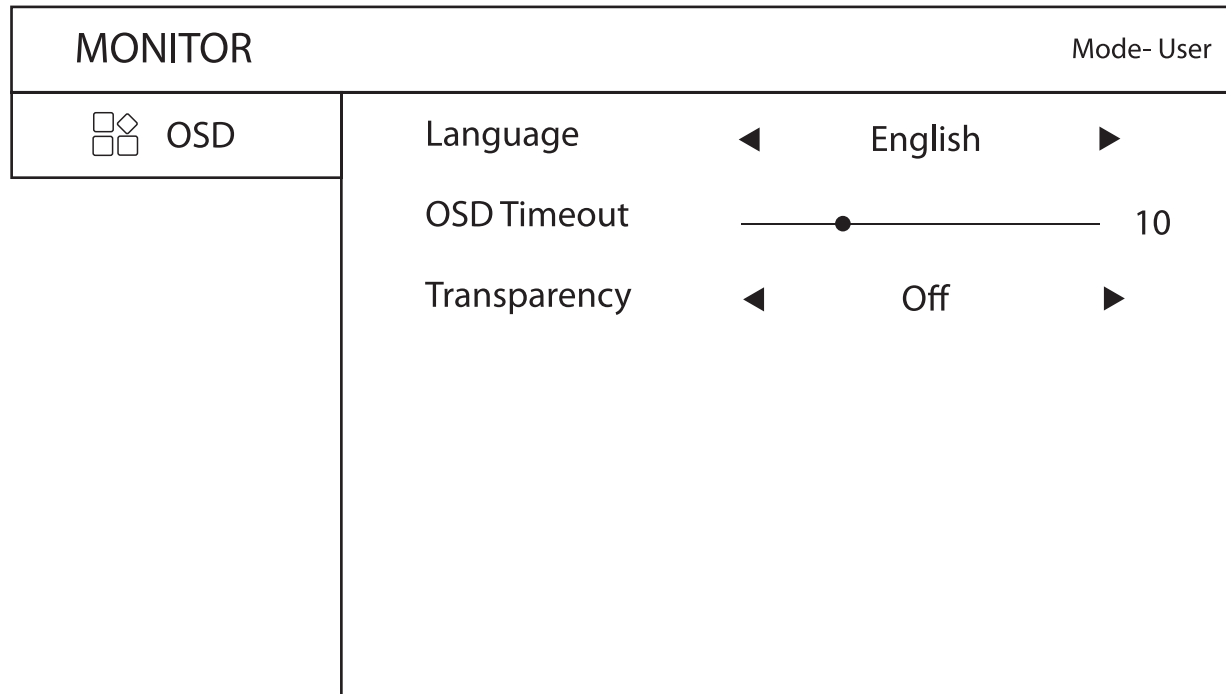 MONITOR
Mode- User
OSD
Language
English
OSD Timeout
10
Transparency
Off